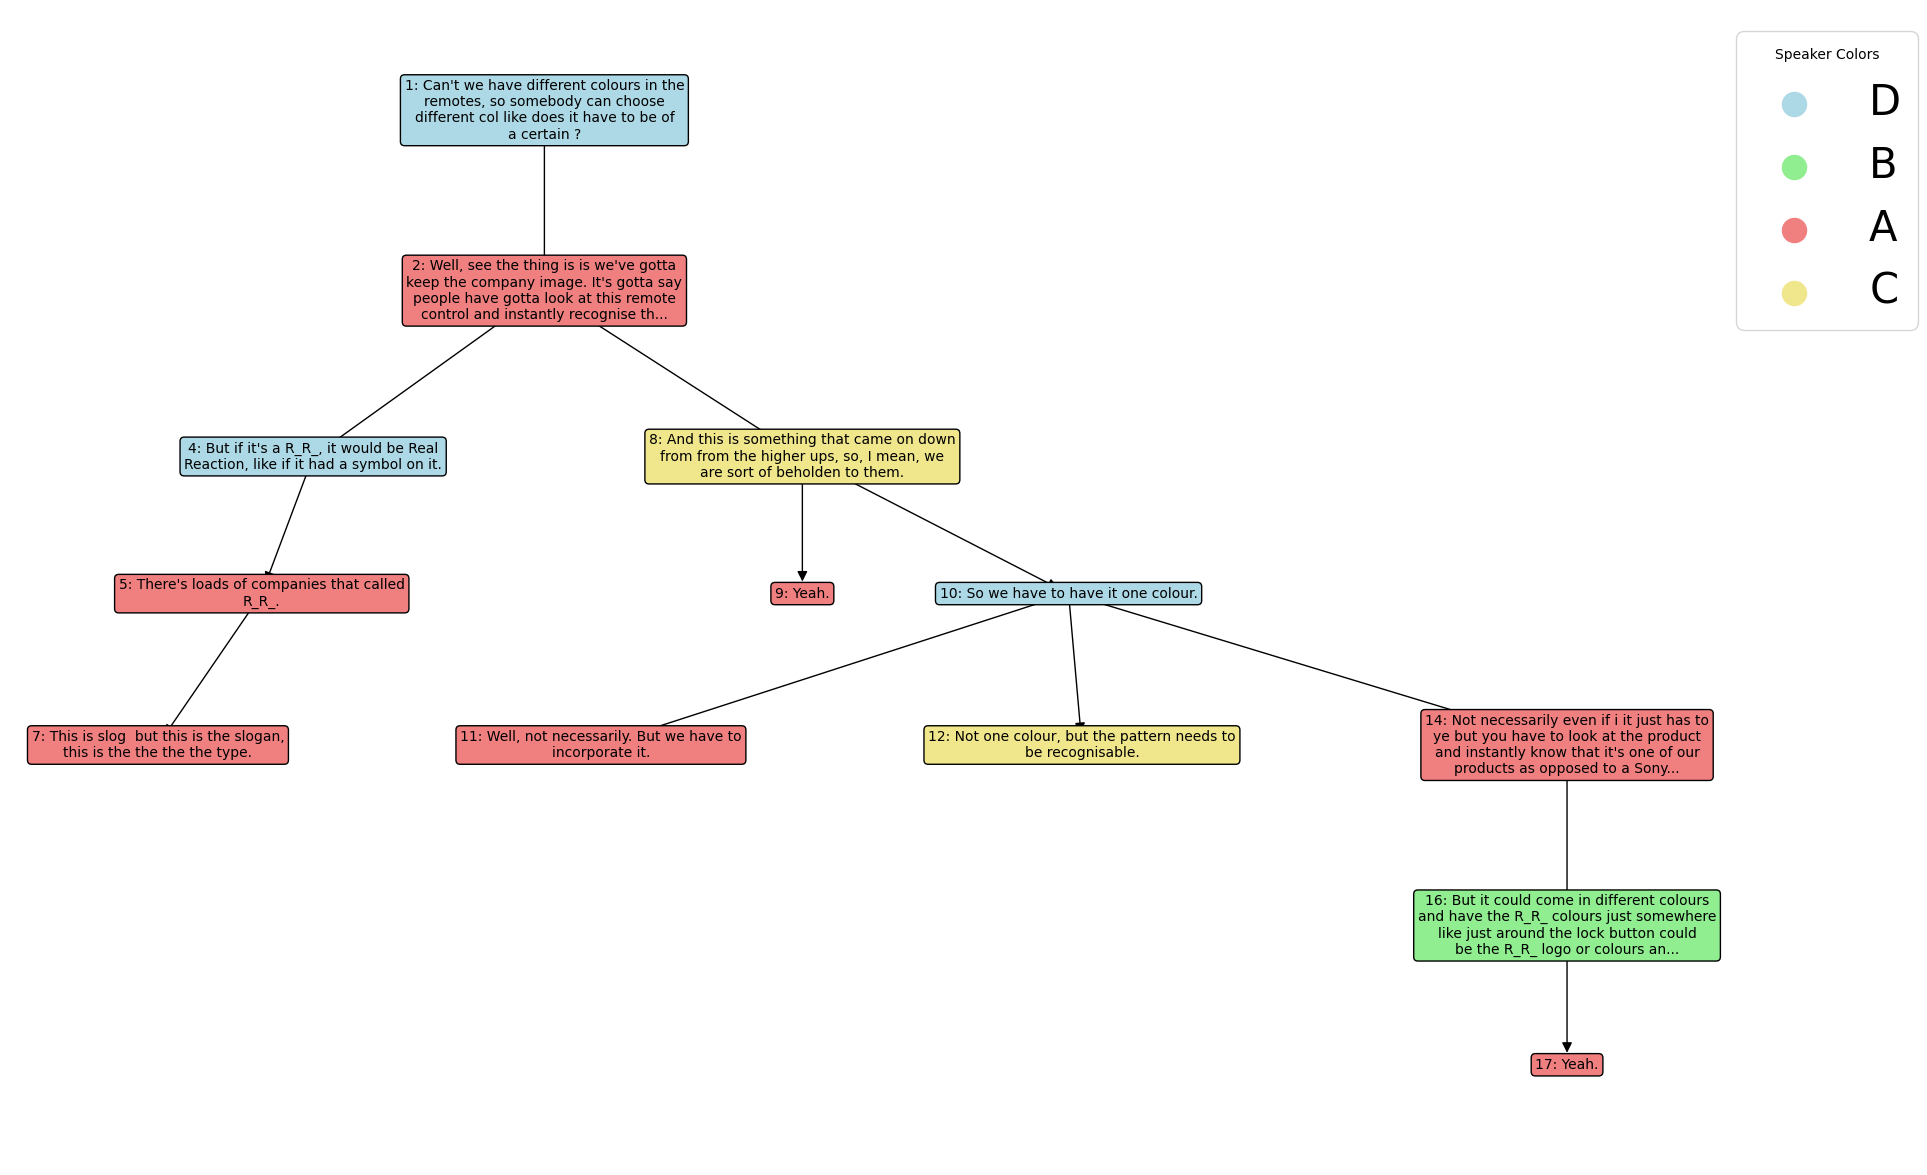 1: Can't we have different colours in the
remotes, so somebody can choose
different col like does it have to be of
a certain ?
Speaker Colors
D
B
A
C
2: Well, see the thing is is we've gotta
keep the company image. It's gotta say
people have gotta look at this remote
control and instantly recognise th...
4: But if it's a R_R_, it would be Real
Reaction, like if it had a symbol on it.
8: And this is something that came on down
from from the higher ups, so, I mean, we
are sort of beholden to them.
5: There's loads of companies that called
R_R_.
9: Yeah.
10: So we have to have it one colour.
7: This is slog  but this is the slogan,
this is the the the the type.
11: Well, not necessarily. But we have to
incorporate it.
12: Not one colour, but the pattern needs to
be recognisable.
14: Not necessarily even if i it just has to
ye but you have to look at the product
and instantly know that it's one of our
products as opposed to a Sony...
16: But it could come in different colours
and have the R_R_ colours just somewhere
like just around the lock button could
be the R_R_ logo or colours an...
17: Yeah.